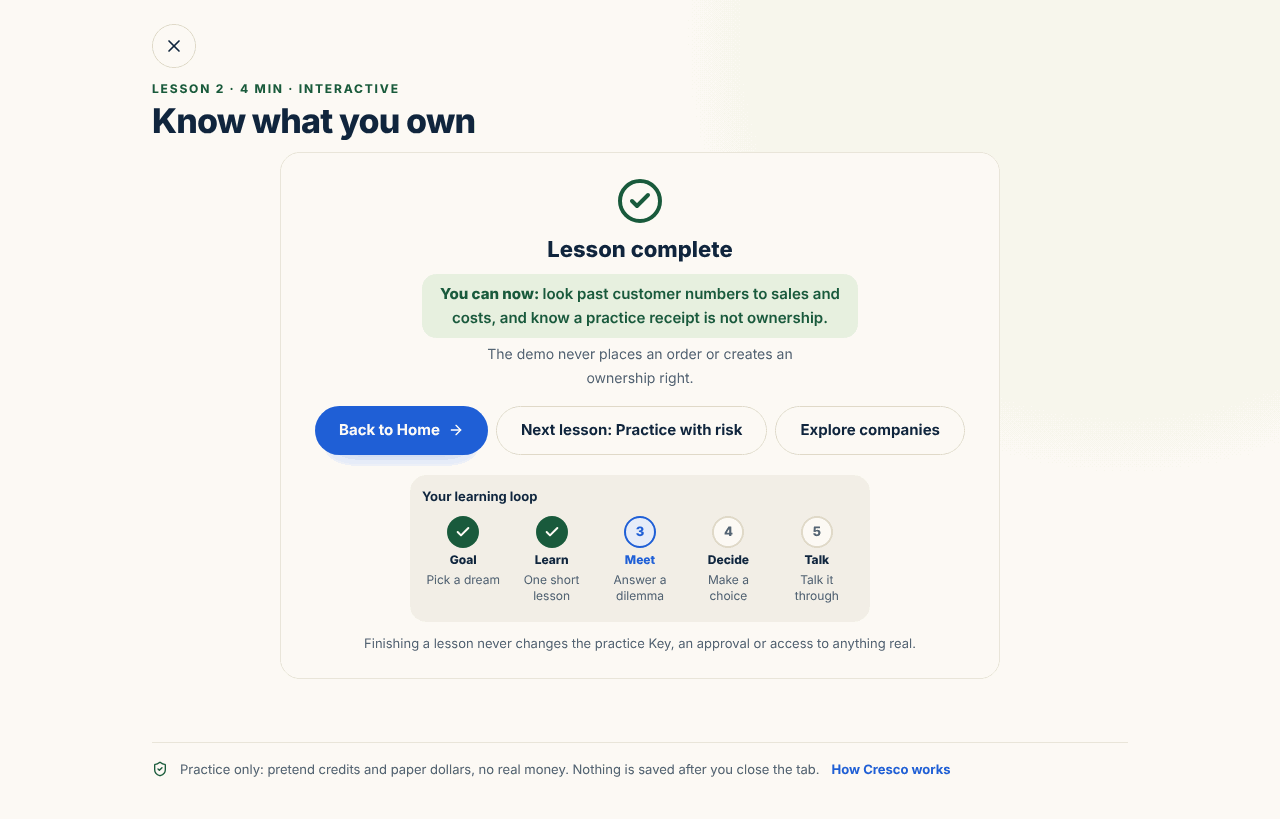 LESSON 2 · 4 MIN · INTERACTIVE
Know what you own
Lesson complete
You can now: look past customer numbers to sales and
costs, and know a practice receipt is not ownership.
The demo never places an order or creates an
ownership right.
Back to Home
Next lesson: Practice with risk
Explore companies
Your learning loop
3 4 5
Goal Learn Meet Decide Talk
Pick a dream One short Answer a Make a Talk it
lesson dilemma choice through
Finishing a lesson never changes the practice Key, an approval or access to anything real.
Practice only: pretend credits and paper dollars, no real money. Nothing is saved after you close the tab. How Cresco works